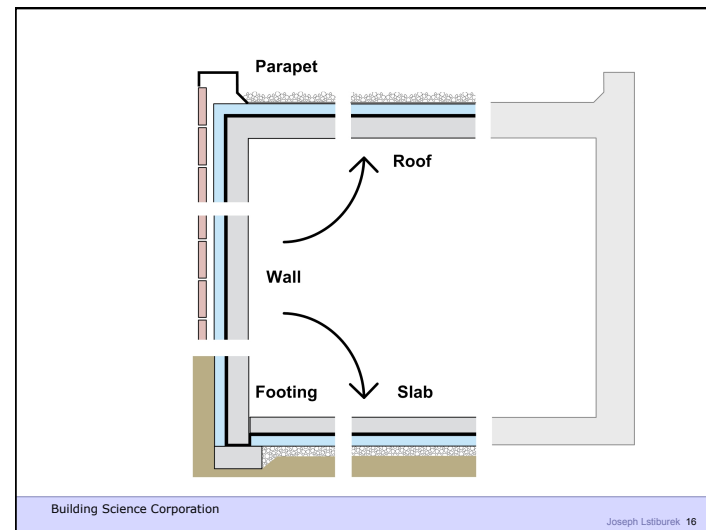 Parapet
Roof
Wall
Footing
Slab
Building Science Corporation
Joseph Lstiburek 16